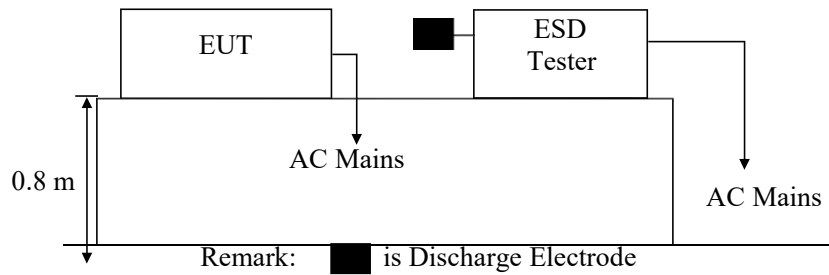 EUT
ESD
Tester
AC Mains
0.8 m
AC Mains
Remark: is Discharge Electrode